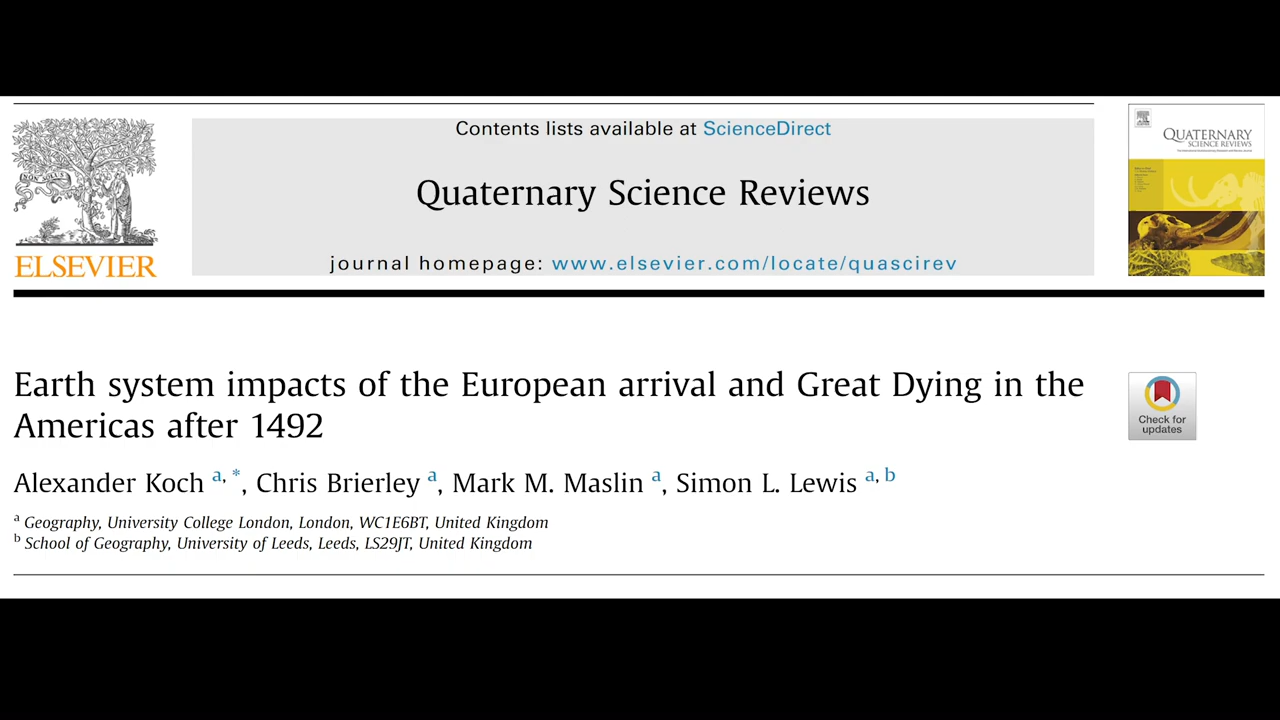 Contents lists available at ScienceDirect
Quaternary Science Reviews
journal homepage: www.elsevier.com/locate/quascirev
ELSEVIER
QUATERNARY
SCIENCE REVIEWS
Earth system impacts of the European arrival and Great Dying in the
Americas after 1492
Check for
updates
Alexander Koch a, *, Chris Brierley a, Mark M. Maslin a, Simon L. Lewis a, b
a Geography, University College London, London, WC1E6BT, United Kingdom
b School of Geography, University of Leeds, Leeds, LS29JT, United Kingdom